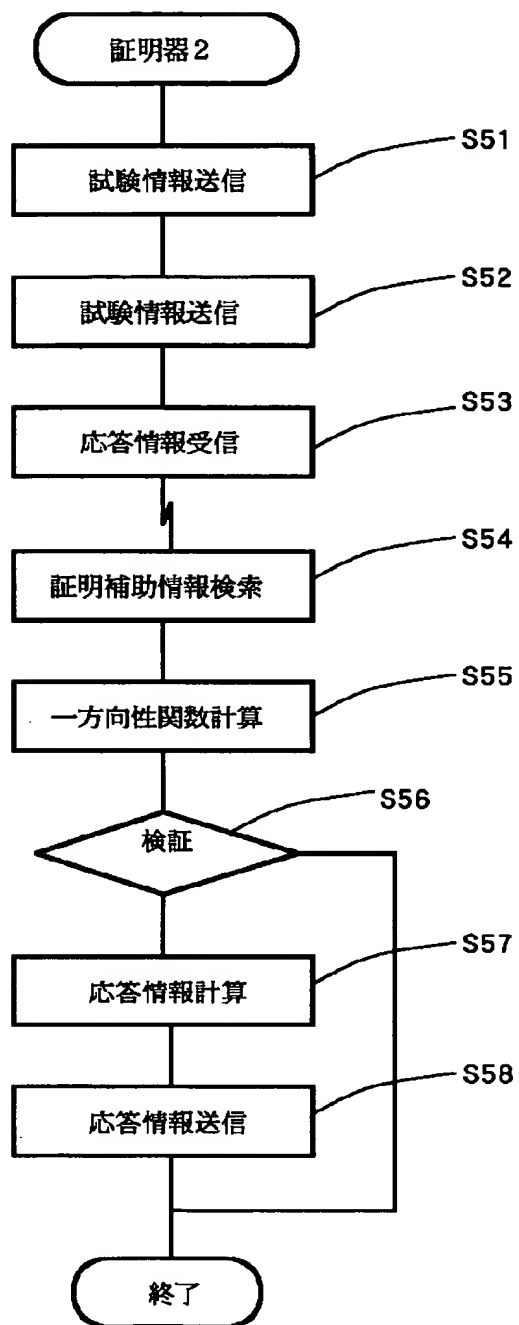 証明器2
S51
試験情報送信
S52
試験情報送信
S53
応答情報受信
S54
証明補助情報検索
S55
一方向性関数計算
S56
検証
S57
応答情報計算
S58
応答情報送信
終了